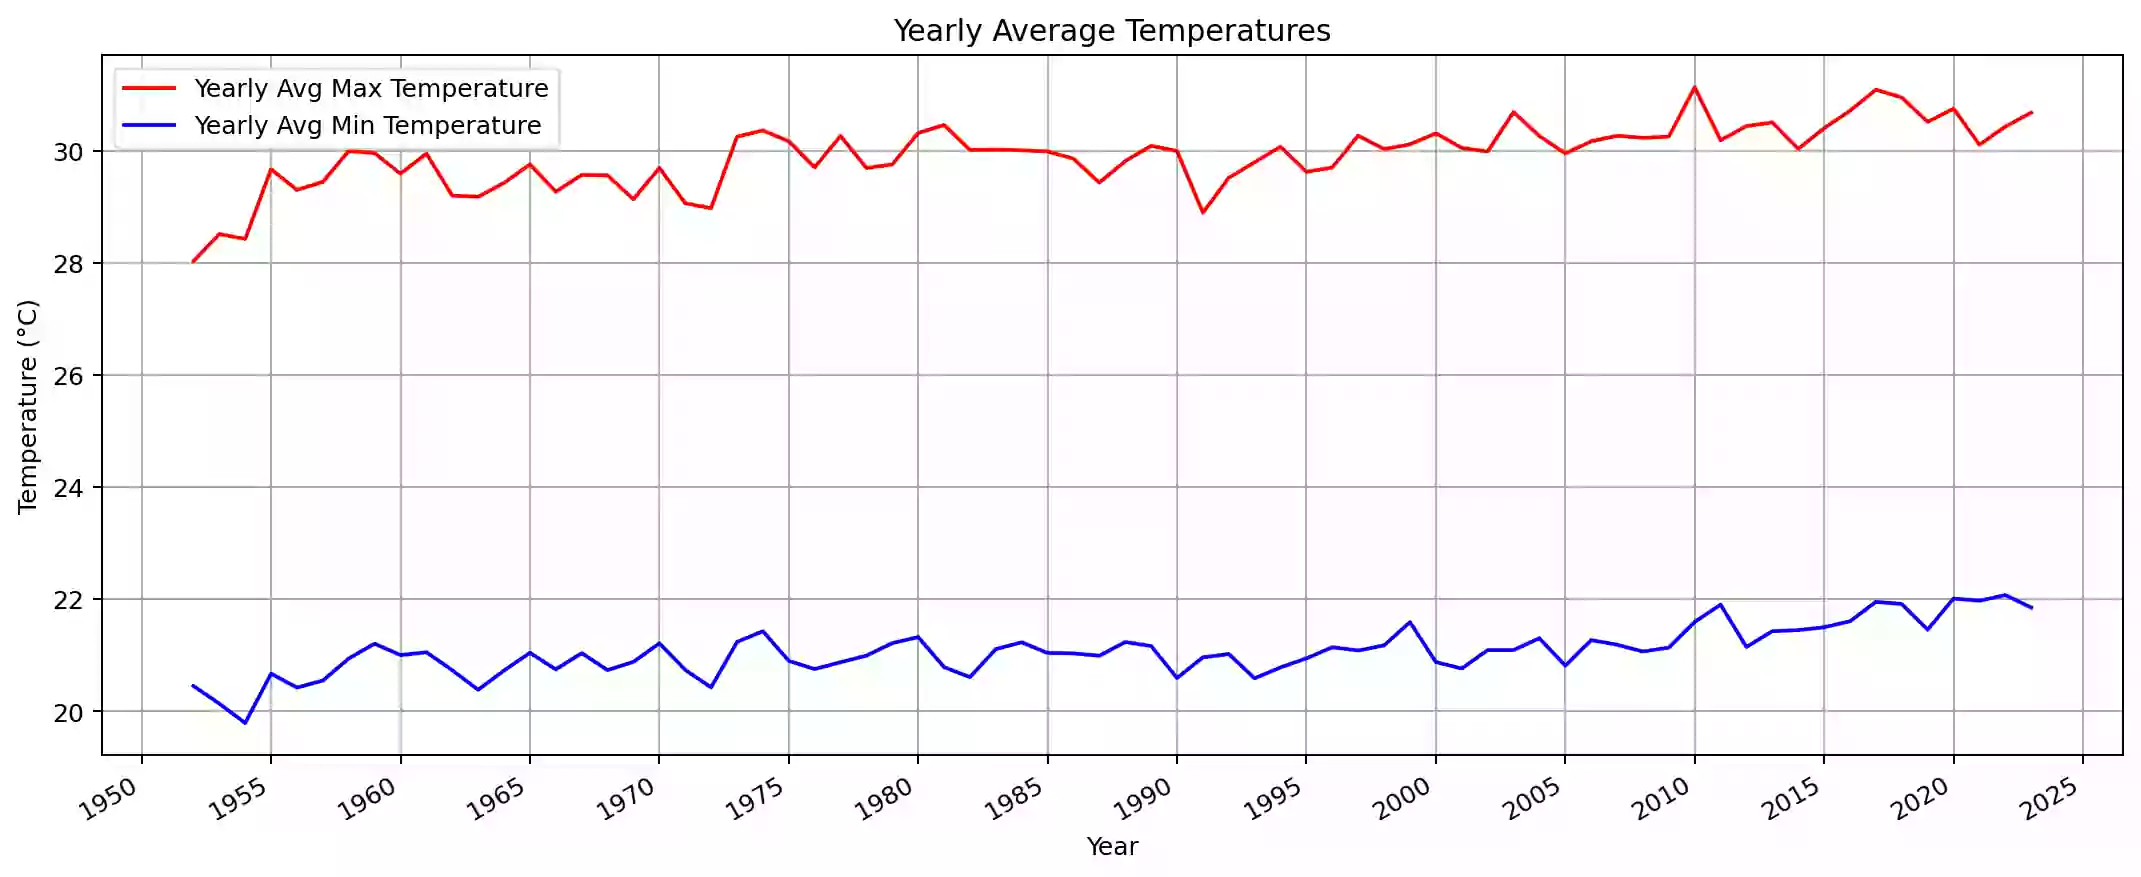 Yearly Average Temperatures
Yearly Avg Max Temperature
Yearly Avg Min Temperature
30
28
26
24
22
20
Temperature (°C)
1950 1955 1960 1965 1970 1975 1980 1985 1990 1995 2000 2005 2010 2015 2020 2025
Year